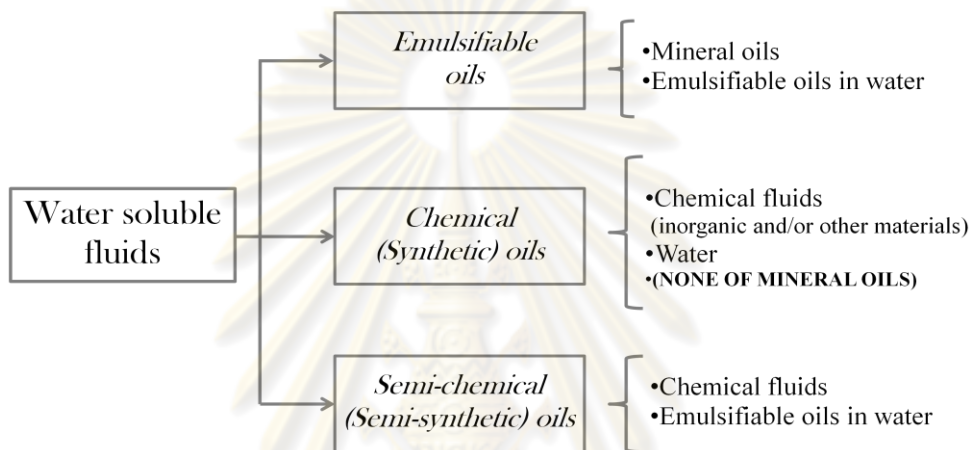 Water soluble
fluids
Emulsifiable
oils
•Mineral oils
•Emulsifiable oils in water
Chemical
(Synthetic) oils
•Chemical fluids
(inorganic and/or other materials)
•Water
•(NONE OF MINERAL OILS)
Semi-chemical
(Semi-synthetic) oils
•Chemical fluids
•Emulsifiable oils in water